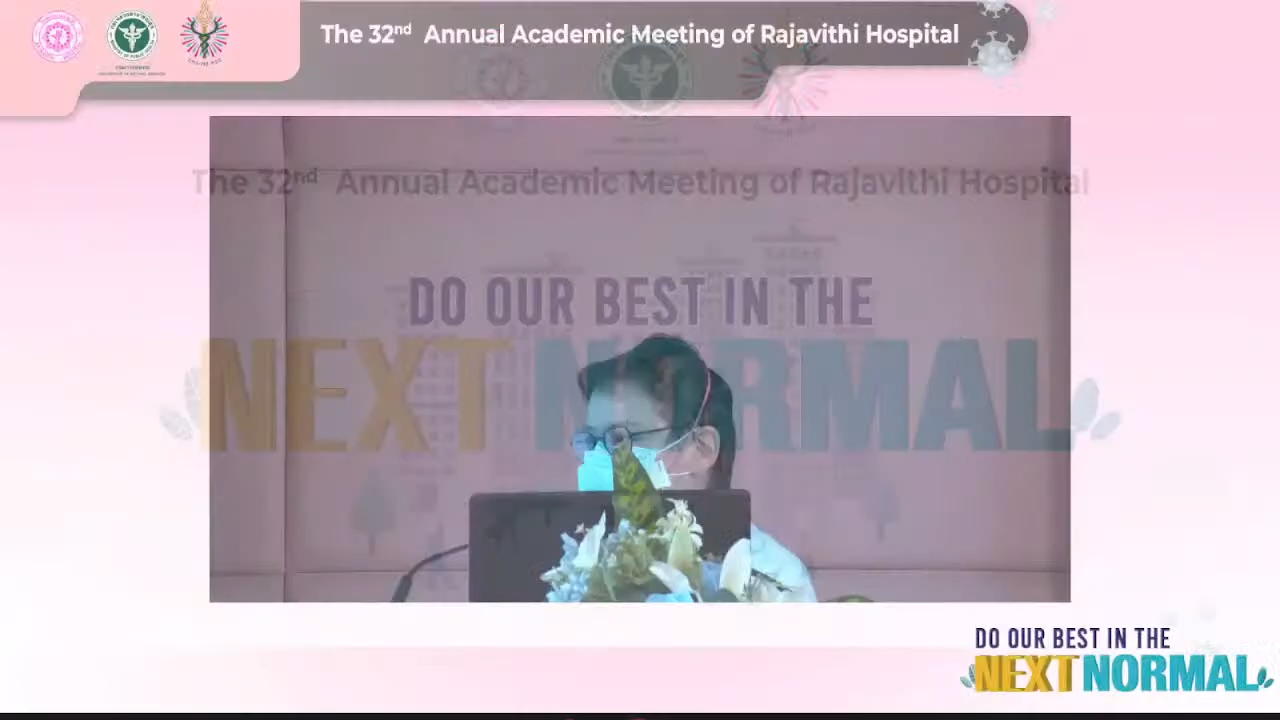 The 32nd Annual Academic Meeting of Rajavithi Hospital
The 32nd Annual Academic Meeting of Rajavithi Hospital
DO OUR BEST IN THE
NEXT NORMAL
DO OUR BEST IN THE
NEXT NORMAL